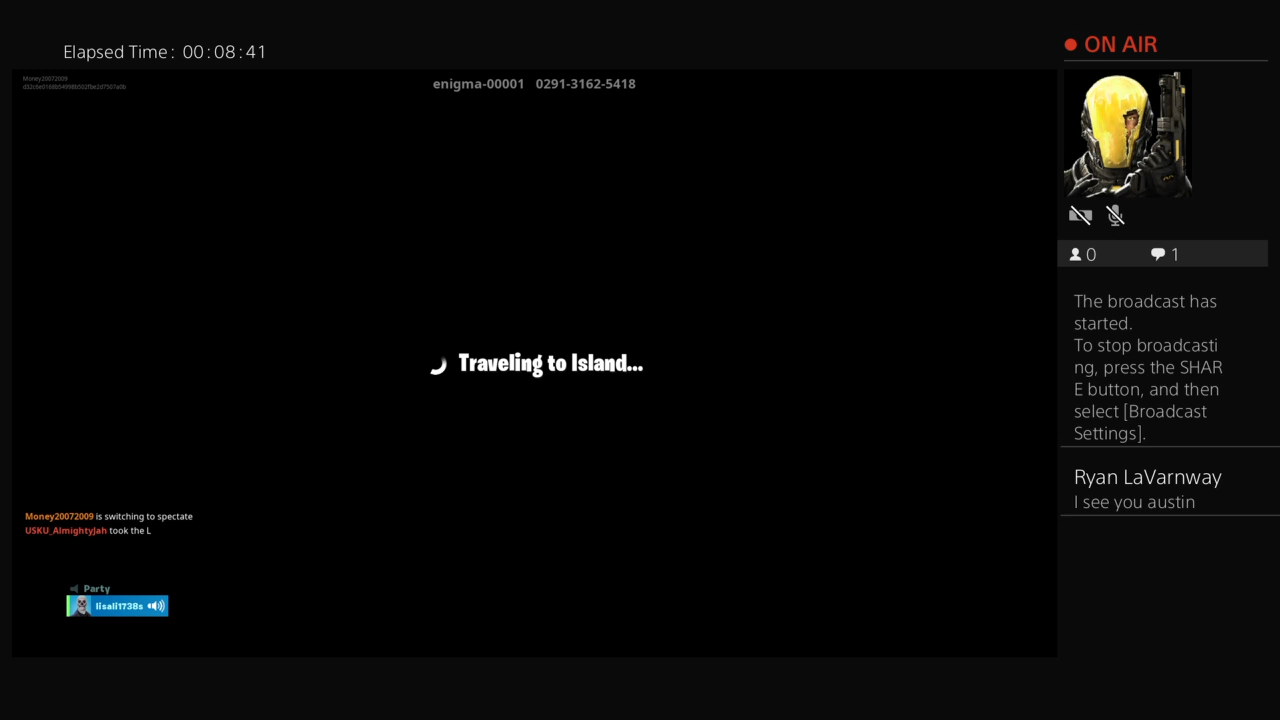 Elapsed Time: 00:08:41
ON AIR
Money20072009
enigma-00001 0291-3162-5418
0
1
The broadcast has
started.
To stop broadcasti
ng, press the SHAR
E button, and then
select [Broadcast
Settings].
Traveling to Island...
Ryan LaVarnway
I see you austin
Money20072009 is switching to spectate
USKU_AlmightyJah took the L
Party
lisali1738s